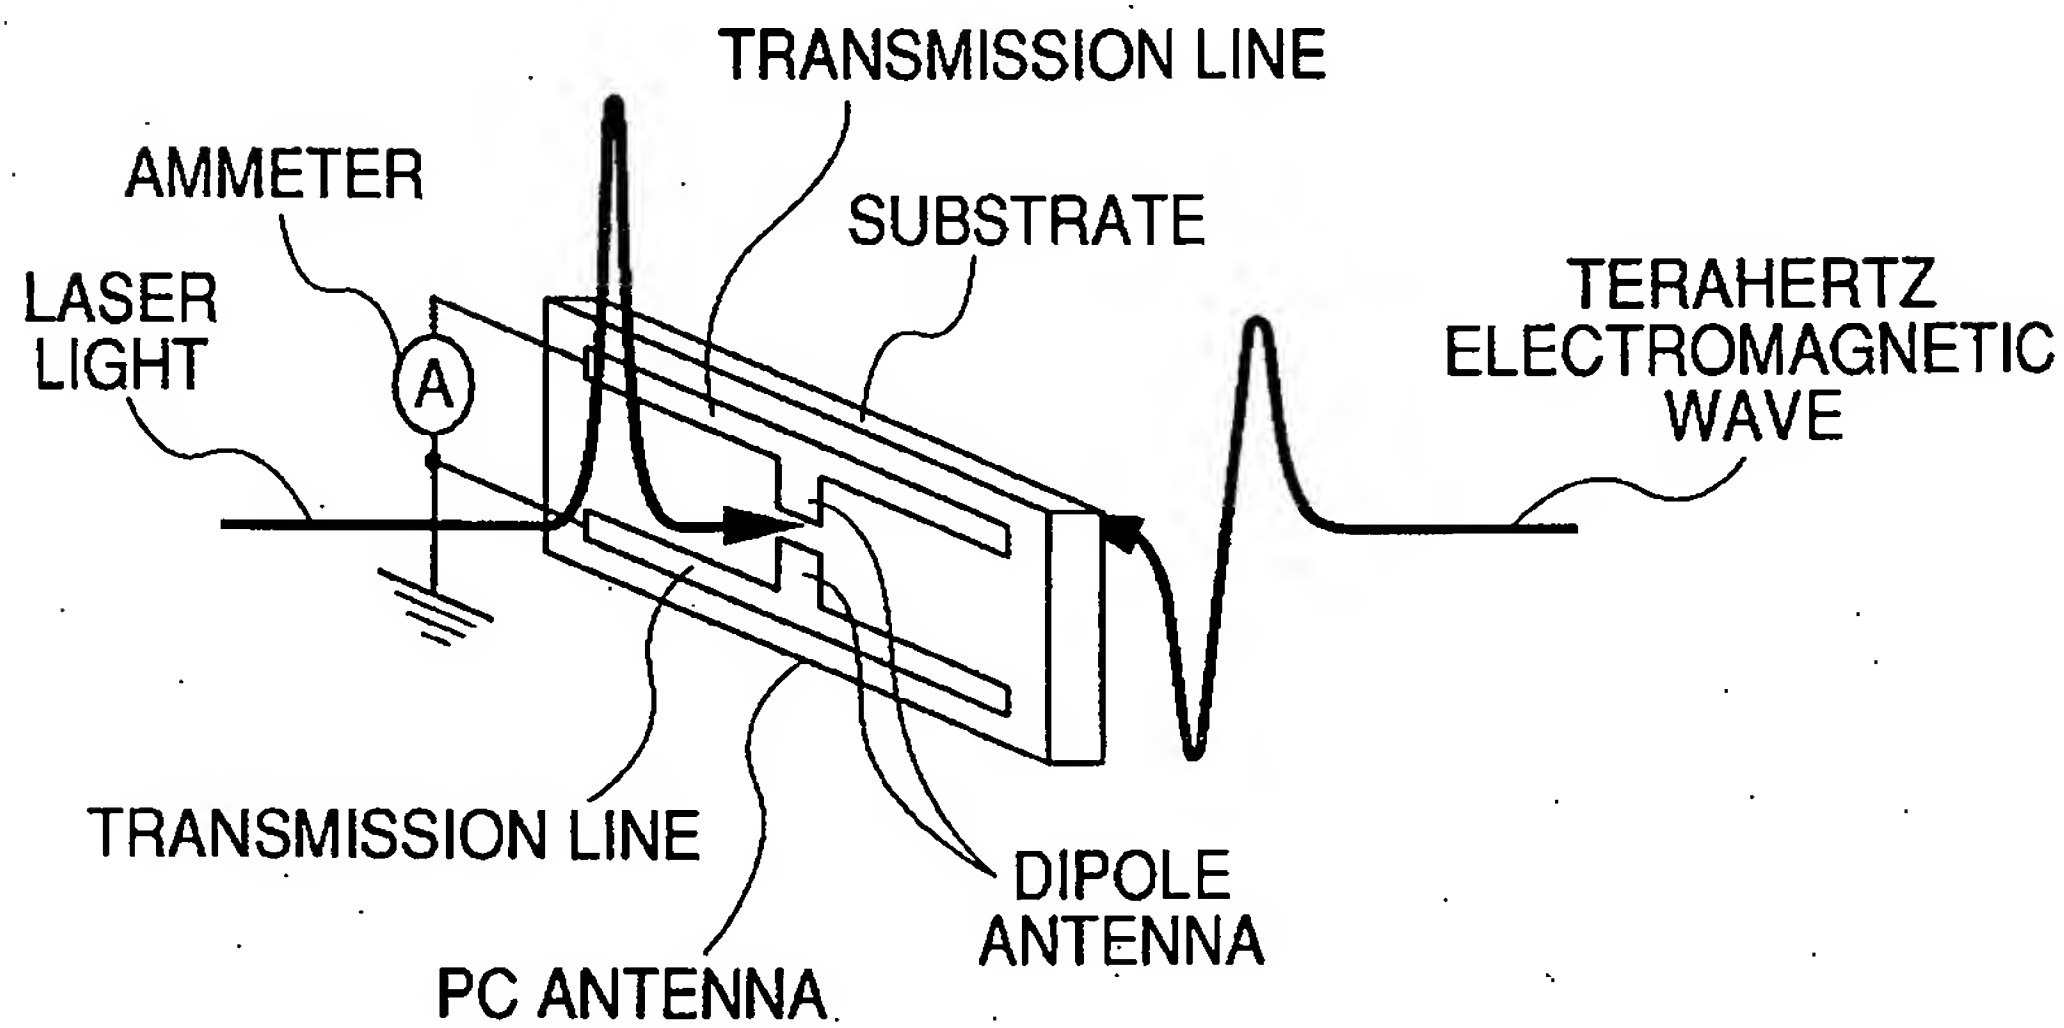 TRANSMISSION LINE
AMMETER
SUBSTRATE
LASER
LIGHT
TERAHERTZ
ELECTROMAGNETIC
WAVE
A
TRANSMISSION LINE
DIPOLE
ANTENNA
PC ANTENNA